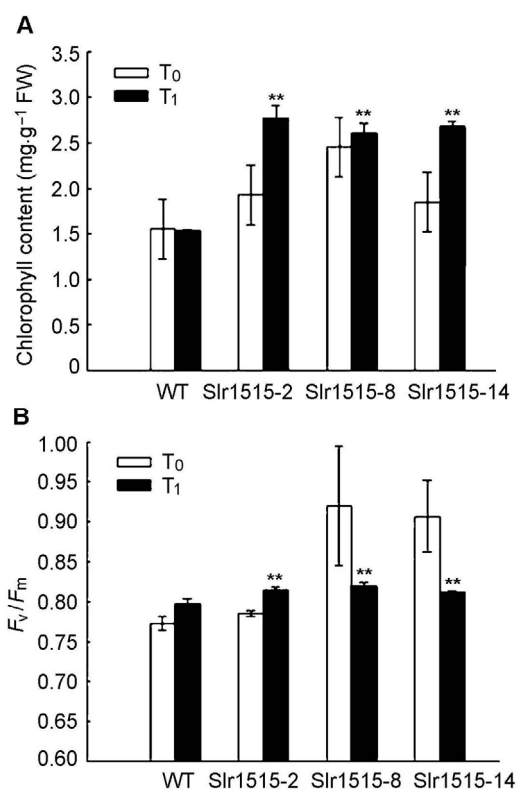 A
Chlorophyll content (mg·g⁻¹ FW)
3.5
3.0
2.5
2.0
1.5
1.0
0.5
0
T₀
T₁
**
**
**
WT Slr1515-2 Slr1515-8 Slr1515-14
B
Fᵥ/Fₘ
1.00
0.95
0.90
0.85
0.80
0.75
0.70
0.65
0.60
T₀
T₁
**
**
**
WT Slr1515-2 Slr1515-8 Slr1515-14